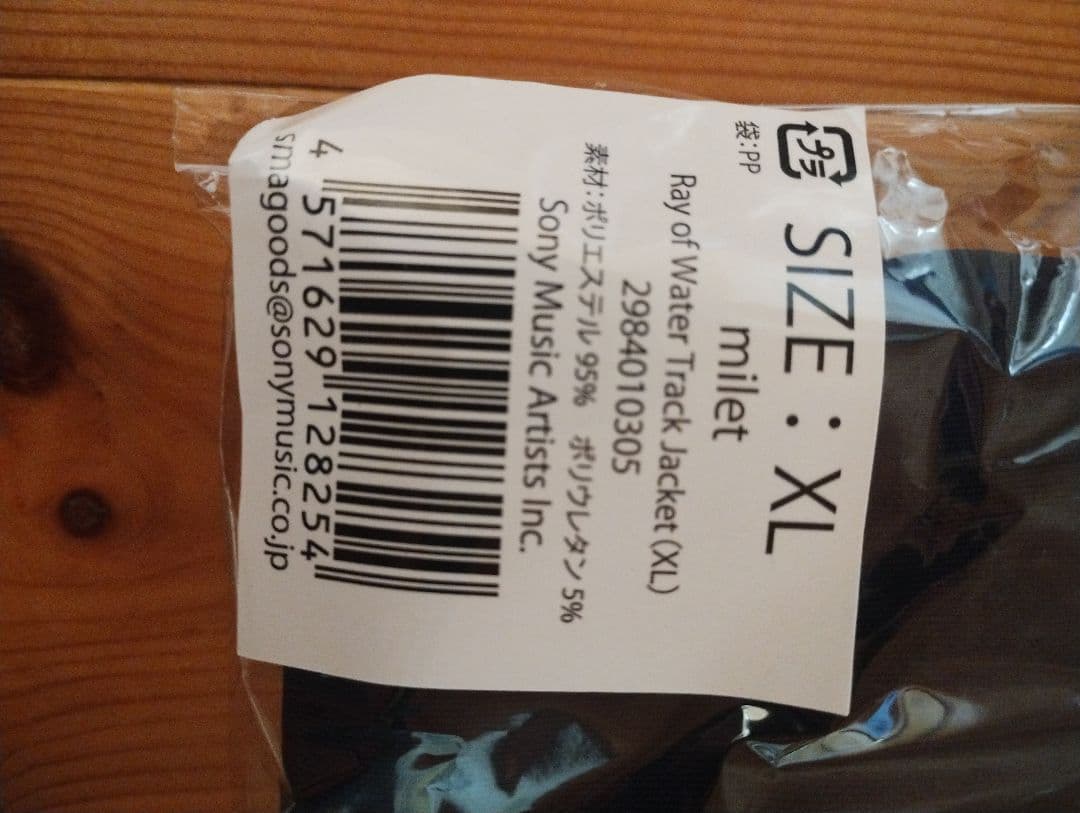 プラ
袋:PP
SIZE : XL
milet
Ray of Water Track Jacket (XL)
2984010305
素材:ポリエステル 95% ポリウレタン 5%
Sony Music Artists Inc.
4 571629 128254
smagoods@sonymusic.co.jp